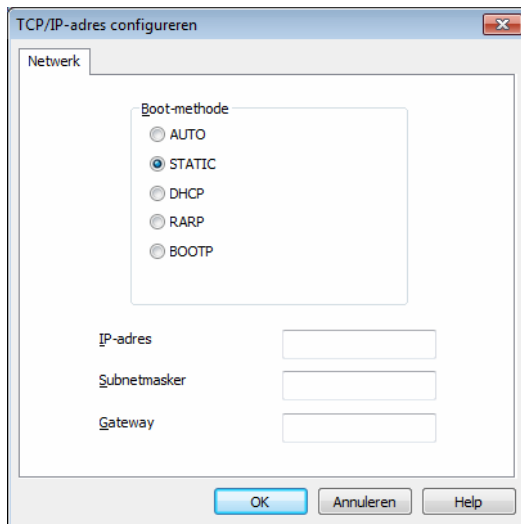 TCP/IP-adres configureren
Netwerk
Boot-methode
AUTO
STATIC
DHCP
RARP
BOOTP
IP-adres
Subnetmasker
Gateway
OK Annuleren Help